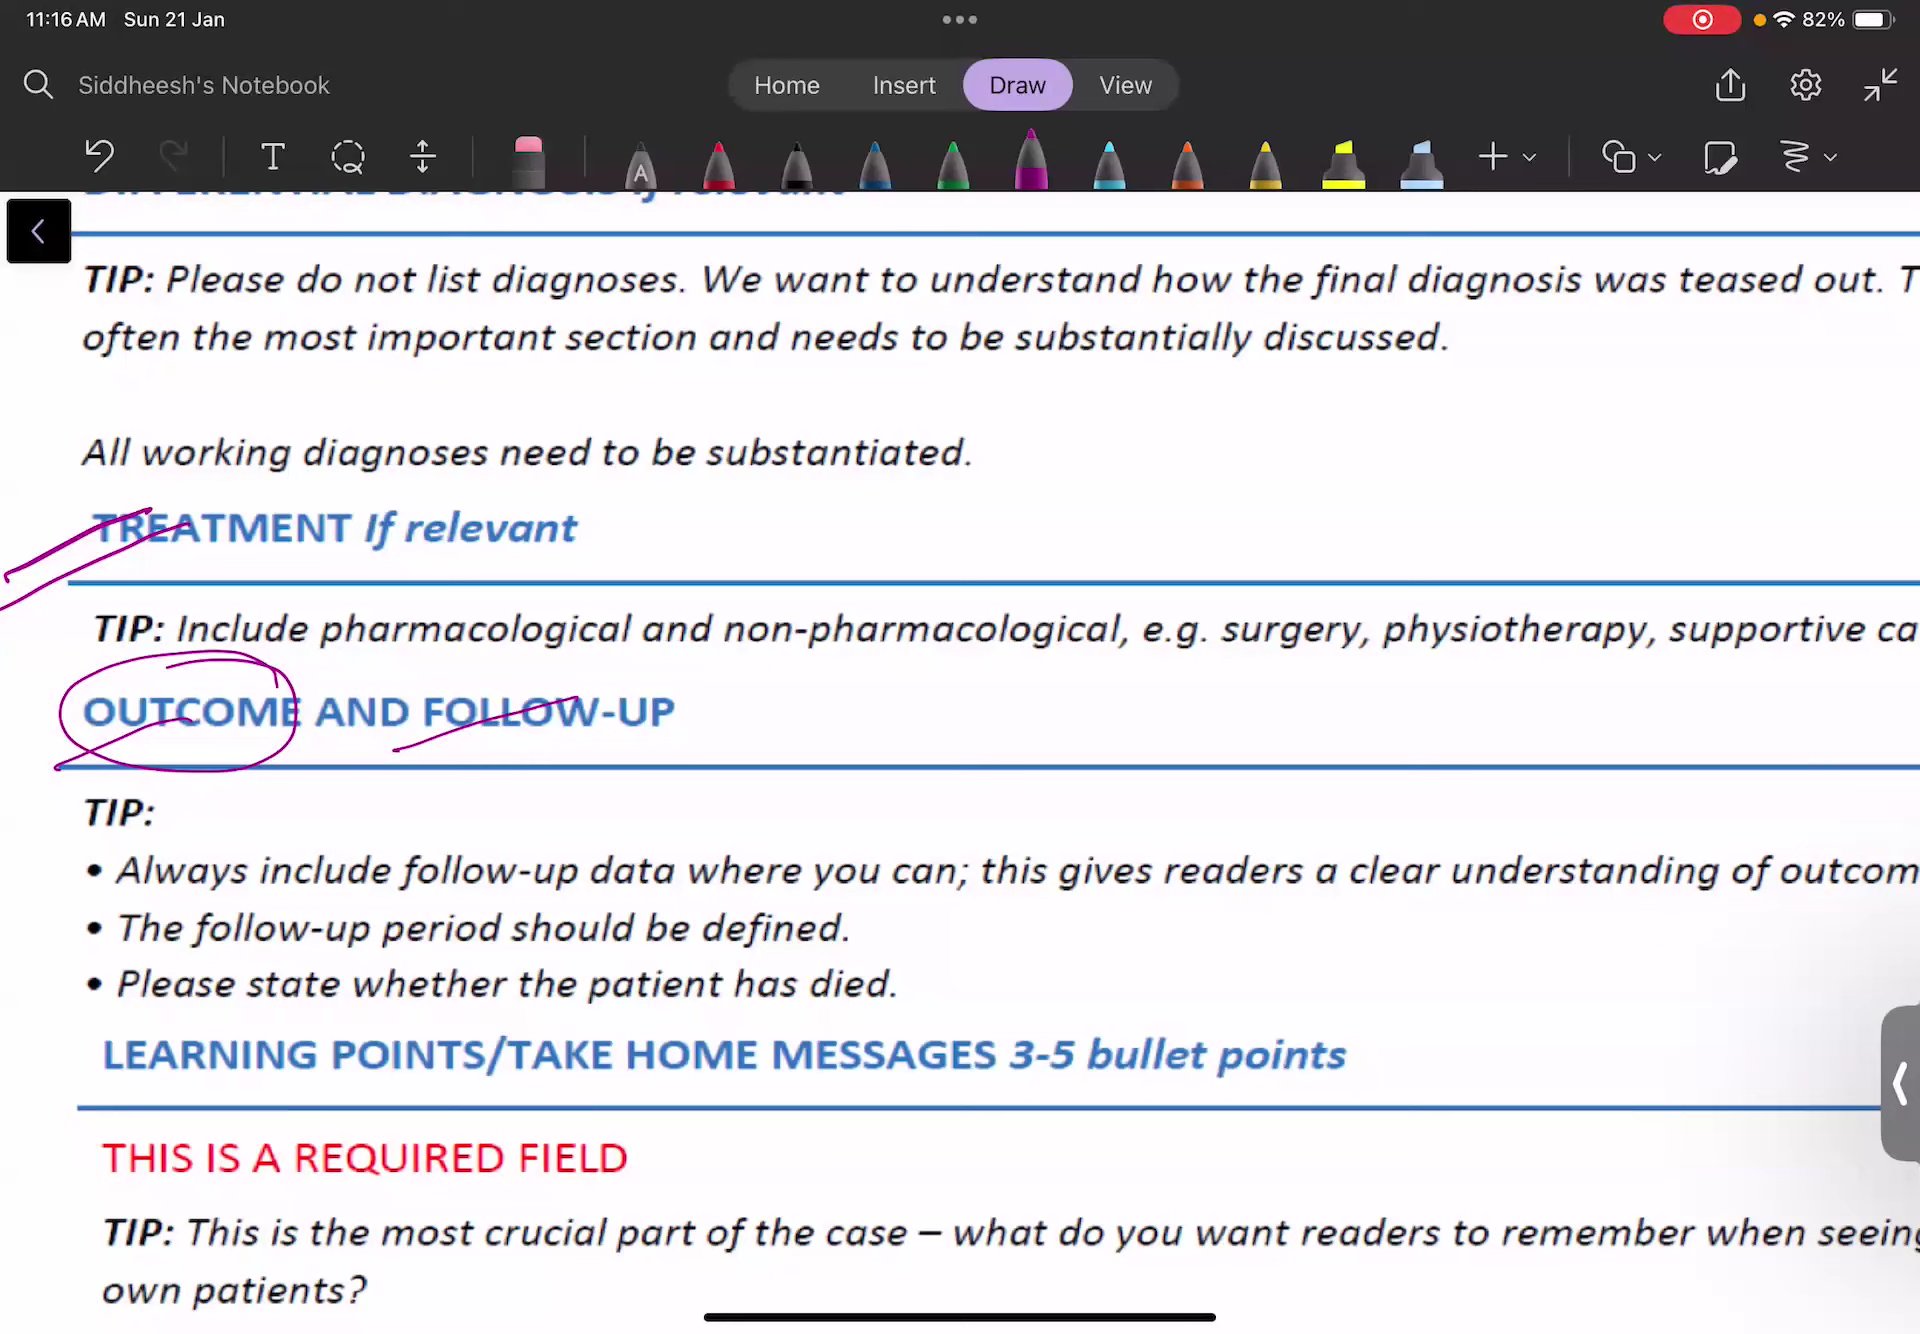 11:16 AM Sun 21 Jan
82%
Siddheesh's Notebook
Home Insert Draw View
T
A
DIFFERENTIAL DIAGNOSIS If relevant
TIP: Please do not list diagnoses. We want to understand how the final diagnosis was teased out. T
often the most important section and needs to be substantially discussed.
All working diagnoses need to be substantiated.
TREATMENT If relevant
TIP: Include pharmacological and non-pharmacological, e.g. surgery, physiotherapy, supportive ca
OUTCOME AND FOLLOW-UP
TIP:
• Always include follow-up data where you can; this gives readers a clear understanding of outcom
• The follow-up period should be defined.
• Please state whether the patient has died.
LEARNING POINTS/TAKE HOME MESSAGES 3-5 bullet points
THIS IS A REQUIRED FIELD
TIP: This is the most crucial part of the case – what do you want readers to remember when seeing
own patients?